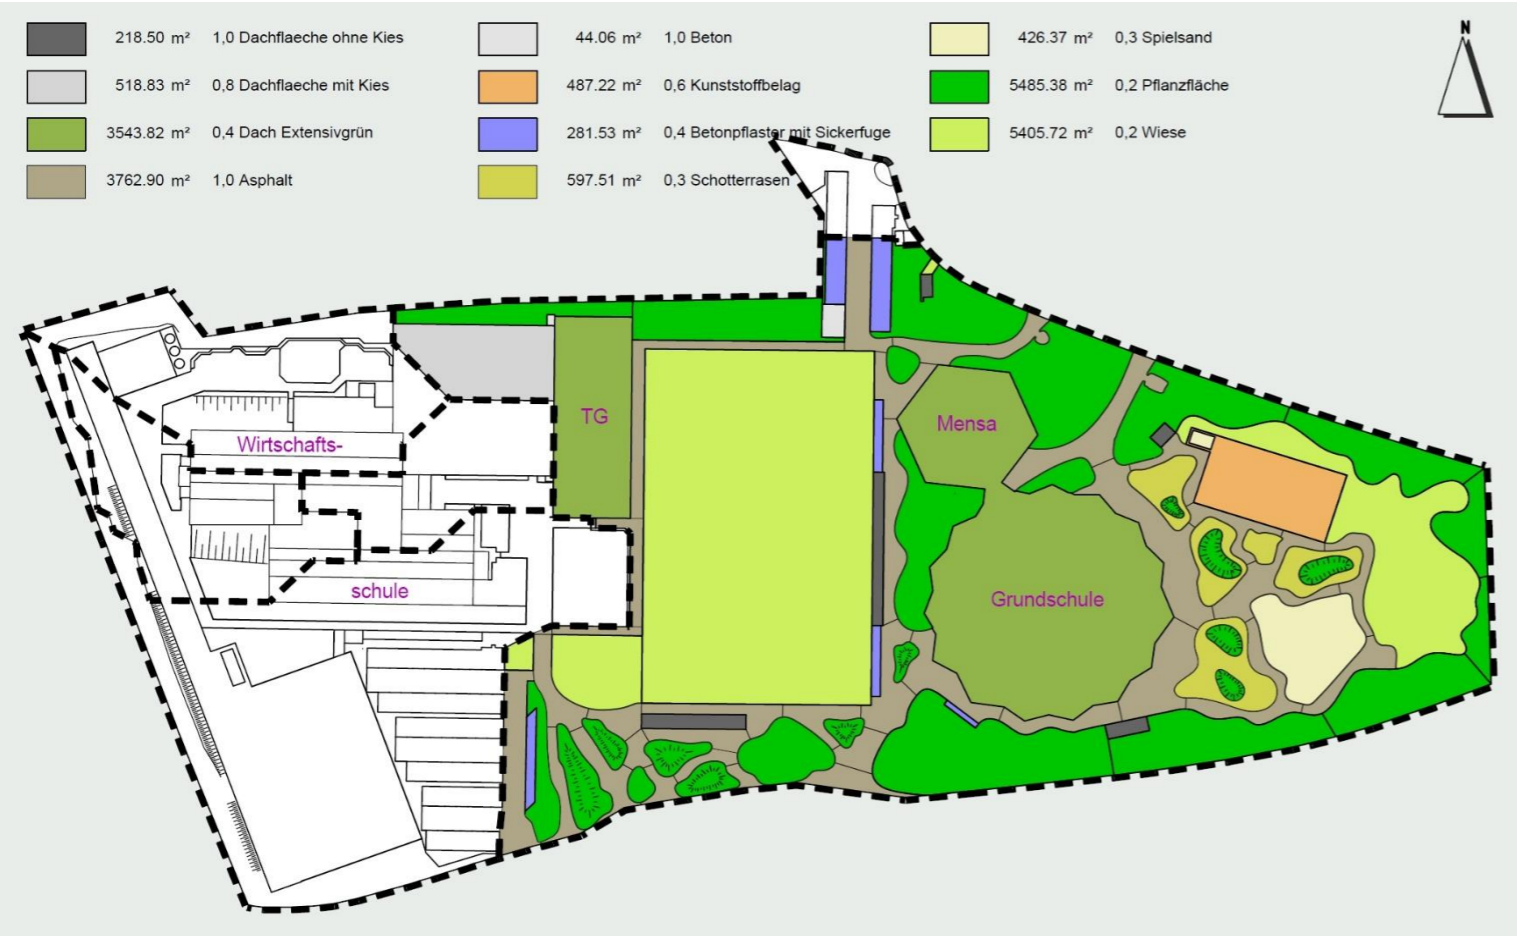 218.50 m² 1,0 Dachflaeche ohne Kies
518.83 m² 0,8 Dachflaeche mit Kies
3543.82 m² 0,4 Dach Extensivgrün
3762.90 m² 1,0 Asphalt
44.06 m² 1,0 Beton
487.22 m² 0,6 Kunststoffbelag
281.53 m² 0,4 Betonpflaster mit Sickerfuge
597.51 m² 0,3 Schotterrasen
426.37 m² 0,3 Spielsand
5485.38 m² 0,2 Pflanzfläche
5405.72 m² 0,2 Wiese
N
TG
Mensa
Wirtschafts-
schule
Grundschule